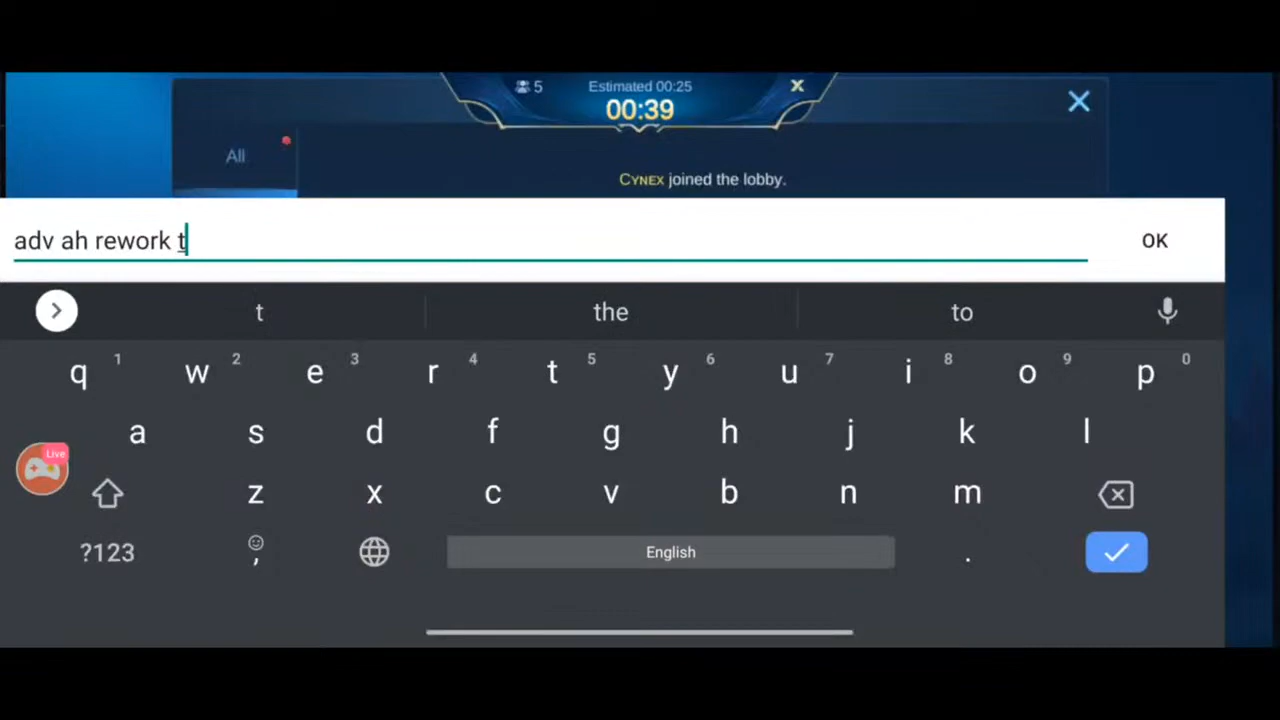 5 Estimated 00:25
00:39
All
CYNEX joined the lobby.
adv ah rework t
OK
t the to
q 1 w 2 e 3 r 4 t 5 y 6 u 7 i 8 o 9 p 0
a s d f g h j k l
Live
z x c v b n m
?123 , English .